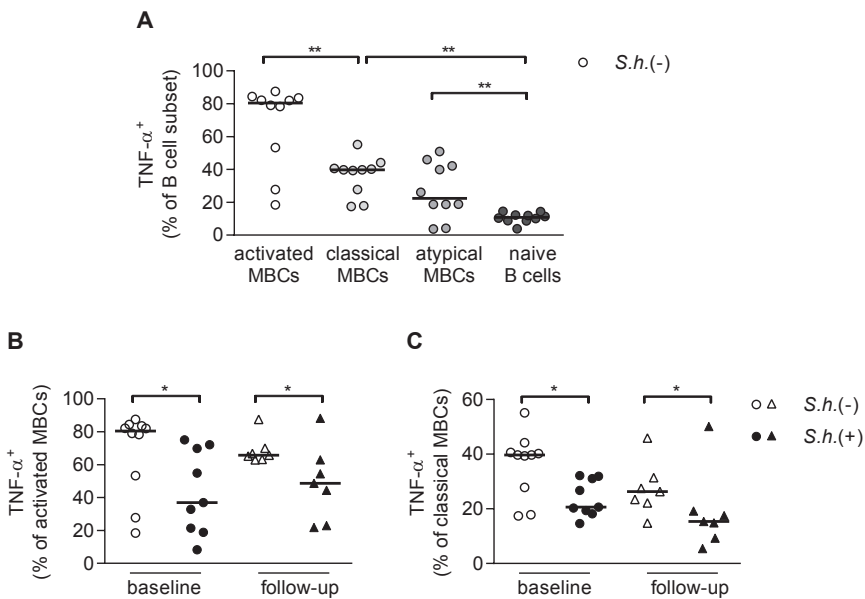 A
** ** S.h.(-)
**
100
80
60
40
20
0
TNF-α+
(% of B cell subset)
activated MBCs
classical MBCs
atypical MBCs
naive B cells
B
* *
100
80
60
40
20
0
TNF-α+
(% of activated MBCs)
baseline follow-up
C
* *
60
40
20
0
TNF-α+
(% of classical MBCs)
baseline follow-up
S.h.(-)
S.h.(+)